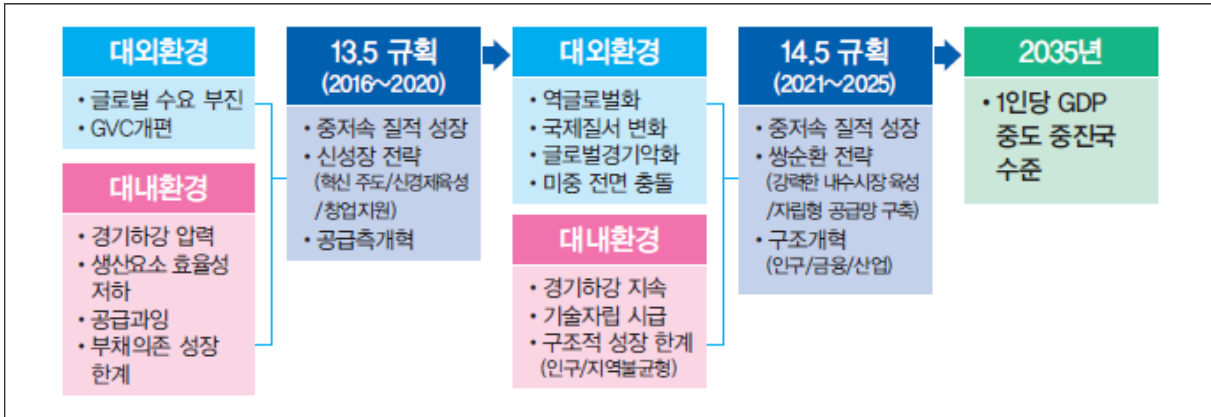 대외환경
• 글로벌 수요 부진
• GVC개편
대내환경
• 경기하강 압력
• 생산요소 효율성
저하
• 공급과잉
• 부채의존 성장
한계
13.5 규획
(2016~2020)
• 중저속 질적 성장
• 신성장 전략
(혁신 주도/신경제육성
/창업지원)
• 공급측개혁
대외환경
• 역글로벌화
• 국제질서 변화
• 글로벌경기악화
• 미중 전면 충돌
대내환경
• 경기하강 지속
• 기술자립 시급
• 구조적 성장 한계
(인구/지역불균형)
14.5 규획
(2021~2025)
• 중저속 질적 성장
• 쌍순환 전략
(강력한 내수시장 육성
/자립형 공급망 구축)
• 구조개혁
(인구/금융/산업)
2035년
• 1인당 GDP
중도 중진국
수준